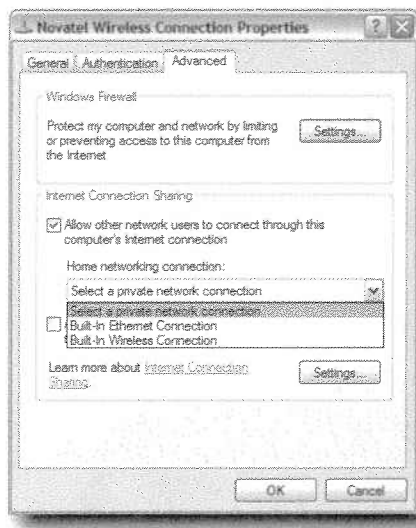 Novatel Wireless Connection Properties
General Authentication Advanced
Windows Firewall
Protect my computer and network by limiting
or preventing access to this computer from
the Internet
Settings...
Internet Connection Sharing
Allow other network users to connect through this
computer's Internet connection
Home networking connection:
Select a private network connection
Select a private network connection
Built-In Ethernet Connection
Built-In Wireless Connection
Learn more about Internet Connection
Sharing.
Settings...
OK Cancel